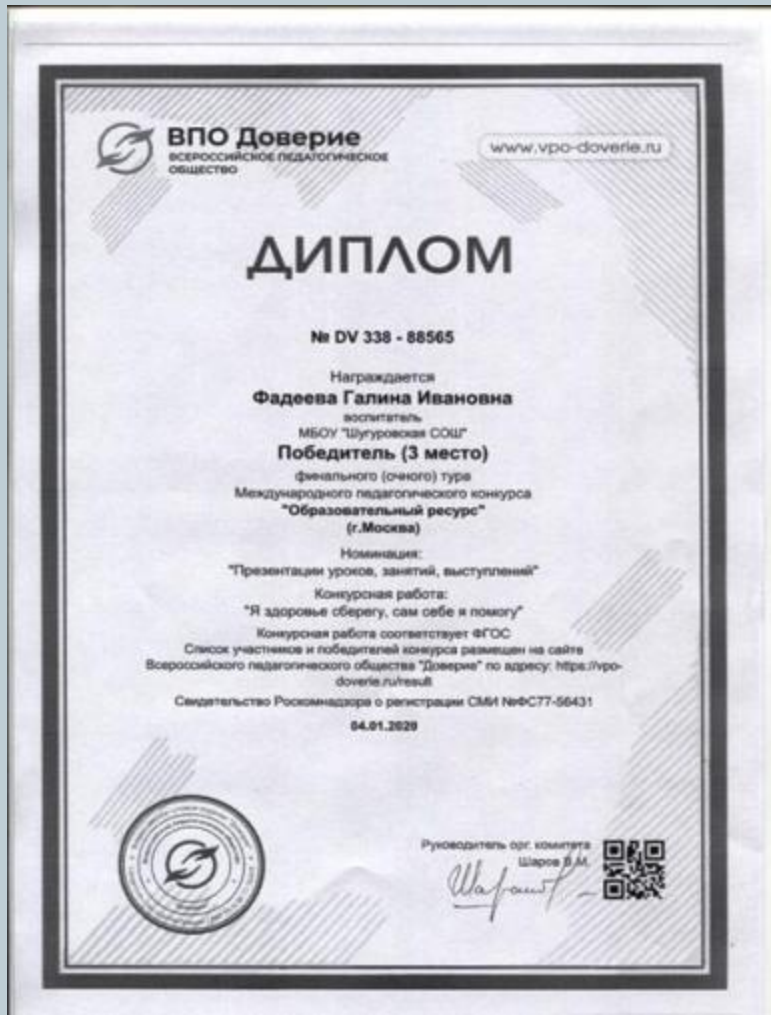 ВПО Доверие
ВСЕРОССИЙСКОЕ ПЕДАГОГИЧЕСКОЕ
ОБЩЕСТВО
www.vpo-doverie.ru
ДИПЛОМ
№ DV 338 - 88565
Награждается
Фадеева Галина Ивановна
воспитатель
МБОУ "Шугуровская СОШ"
Победитель (3 место)
финального (очного) тура
Международного педагогического конкурса
"Образовательный ресурс"
(г.Москва)
Номинация:
"Презентации уроков, занятий, выступлений"
Конкурсная работа:
"Я здоровье сберегу, сам себе я помогу"
Конкурсная работа соответствует ФГОС
Список участников и победителей конкурса размещен на сайте
Всероссийского педагогического общества "Доверие" по адресу: https://vpo-
doverie.ru/result
Свидетельство Роскомнадзора о регистрации СМИ №ФС77-56431
04.01.2020
Руководитель орг. комитета
Шаров В.М.